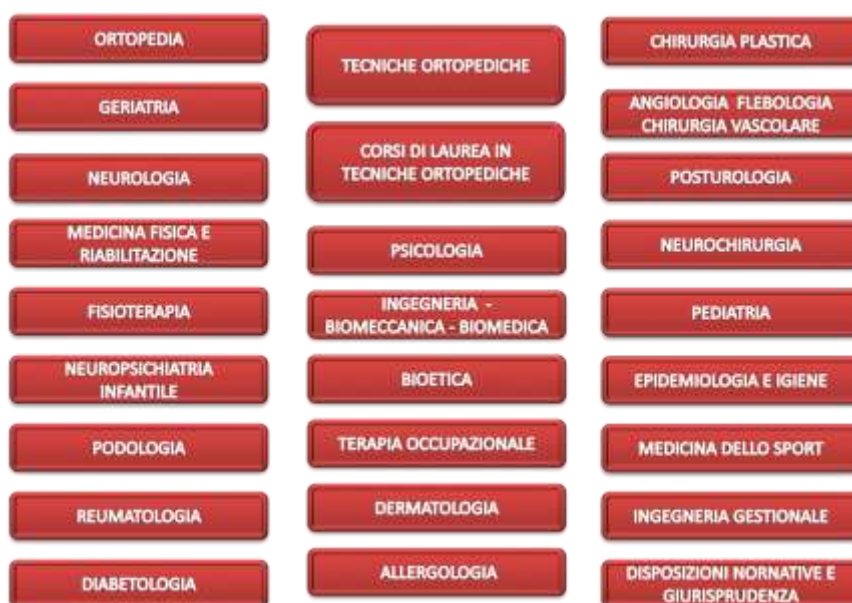 ORTOPEDIA
GERIATRIA
NEUROLOGIA
MEDICINA FISICA E
RIABILITAZIONE
FISIOTERAPIA
NEUROPSICHIATRIA
INFANTILE
PODOLOGIA
REUMATOLOGIA
DIABETOLOGIA
TECNICHE ORTOPEDICHE
CORSI DI LAUREA IN
TECNICHE ORTOPEDICHE
PSICOLOGIA
INGEGNERIA -
BIOMECCANICA - BIOMEDICA
BIOETICA
TERAPIA OCCUPAZIONALE
DERMATOLOGIA
ALLERGOLOGIA
CHIRURGIA PLASTICA
ANGIOLOGIA FLEBOLOGIA
CHIRURGIA VASCOLARE
POSTUROLOGIA
NEUROCHIRURGIA
PEDIATRIA
EPIDEMIOLOGIA E IGIENE
MEDICINA DELLO SPORT
INGEGNERIA GESTIONALE
DISPOSIZIONI NORNATIVE E
GIURISPRUDENZA